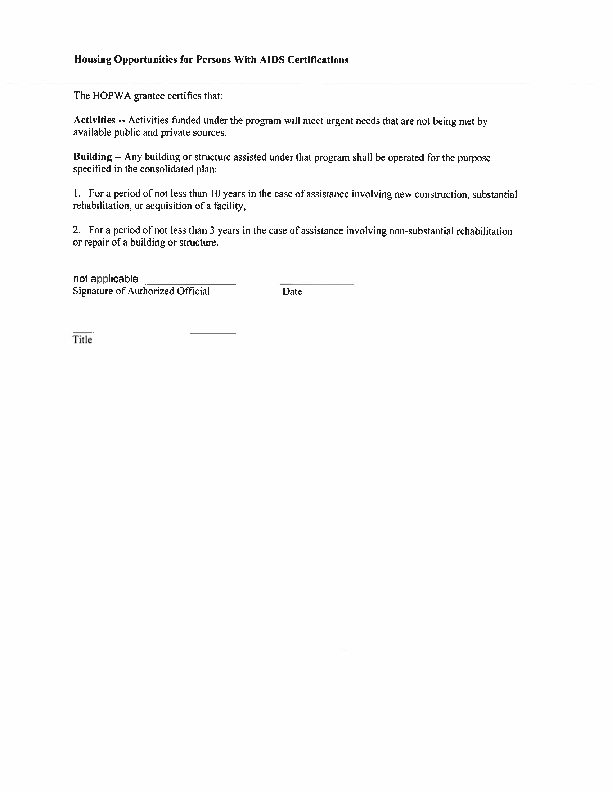 Housing Opportunities for Persons With AIDS Certifications
The HOPWA grantee certifies that:
Activities -- Activities funded under the program will meet urgent needs that are not being met by
available public and private sources.
Building -- Any building or structure assisted under that program shall be operated for the purpose
specified in the consolidated plan:
1. For a period of not less than 10 years in the case of assistance involving new construction, substantial
rehabilitation, or acquisition of a facility,
2. For a period of not less than 3 years in the case of assistance involving non-substantial rehabilitation
or repair of a building or structure.
not applicable
Signature of Authorized Official Date
Title